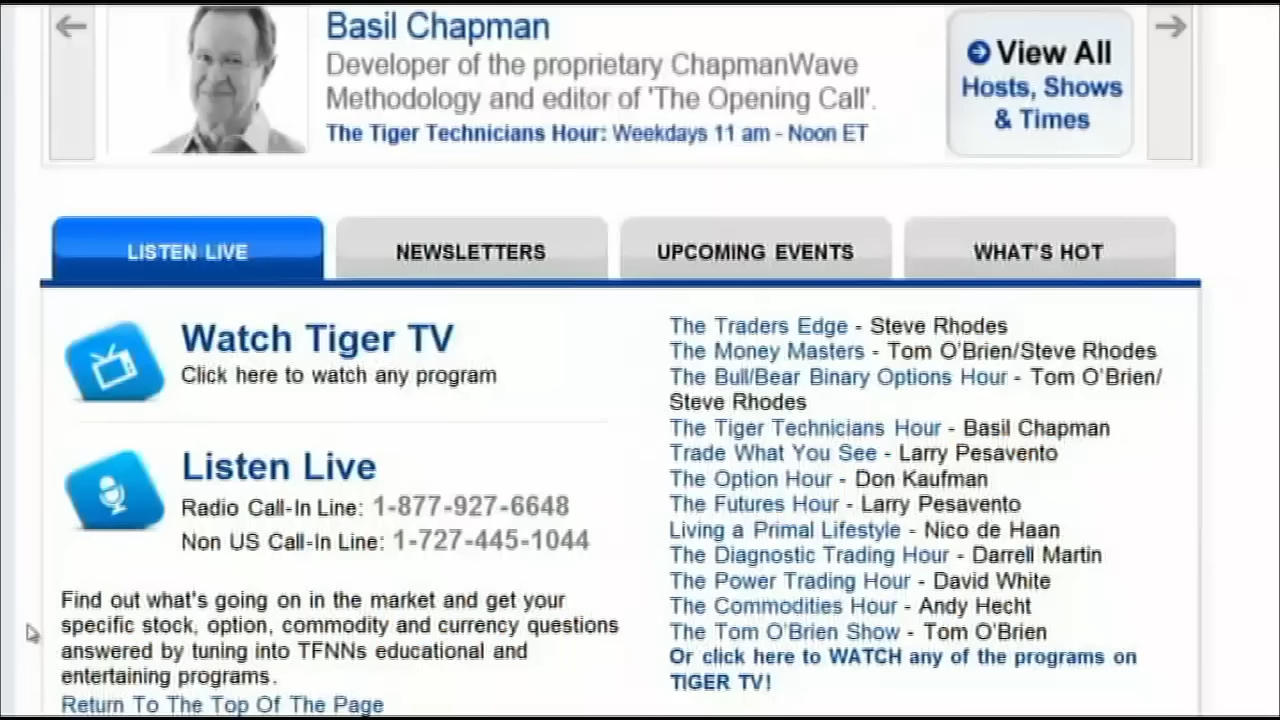 Basil Chapman
Developer of the proprietary ChapmanWave
Methodology and editor of 'The Opening Call'.
The Tiger Technicians Hour: Weekdays 11 am - Noon ET
View All
Hosts, Shows
& Times
LISTEN LIVE
NEWSLETTERS
UPCOMING EVENTS
WHAT'S HOT
Watch Tiger TV
Click here to watch any program
Listen Live
Radio Call-In Line: 1-877-927-6648
Non US Call-In Line: 1-727-445-1044
Find out what's going on in the market and get your
specific stock, option, commodity and currency questions
answered by tuning into TFNNs educational and
entertaining programs.
Return To The Top Of The Page
The Traders Edge - Steve Rhodes
The Money Masters - Tom O'Brien/Steve Rhodes
The Bull/Bear Binary Options Hour - Tom O'Brien/
Steve Rhodes
The Tiger Technicians Hour - Basil Chapman
Trade What You See - Larry Pesavento
The Option Hour - Don Kaufman
The Futures Hour - Larry Pesavento
Living a Primal Lifestyle - Nico de Haan
The Diagnostic Trading Hour - Darrell Martin
The Power Trading Hour - David White
The Commodities Hour - Andy Hecht
The Tom O'Brien Show - Tom O'Brien
Or click here to WATCH any of the programs on
TIGER TV!